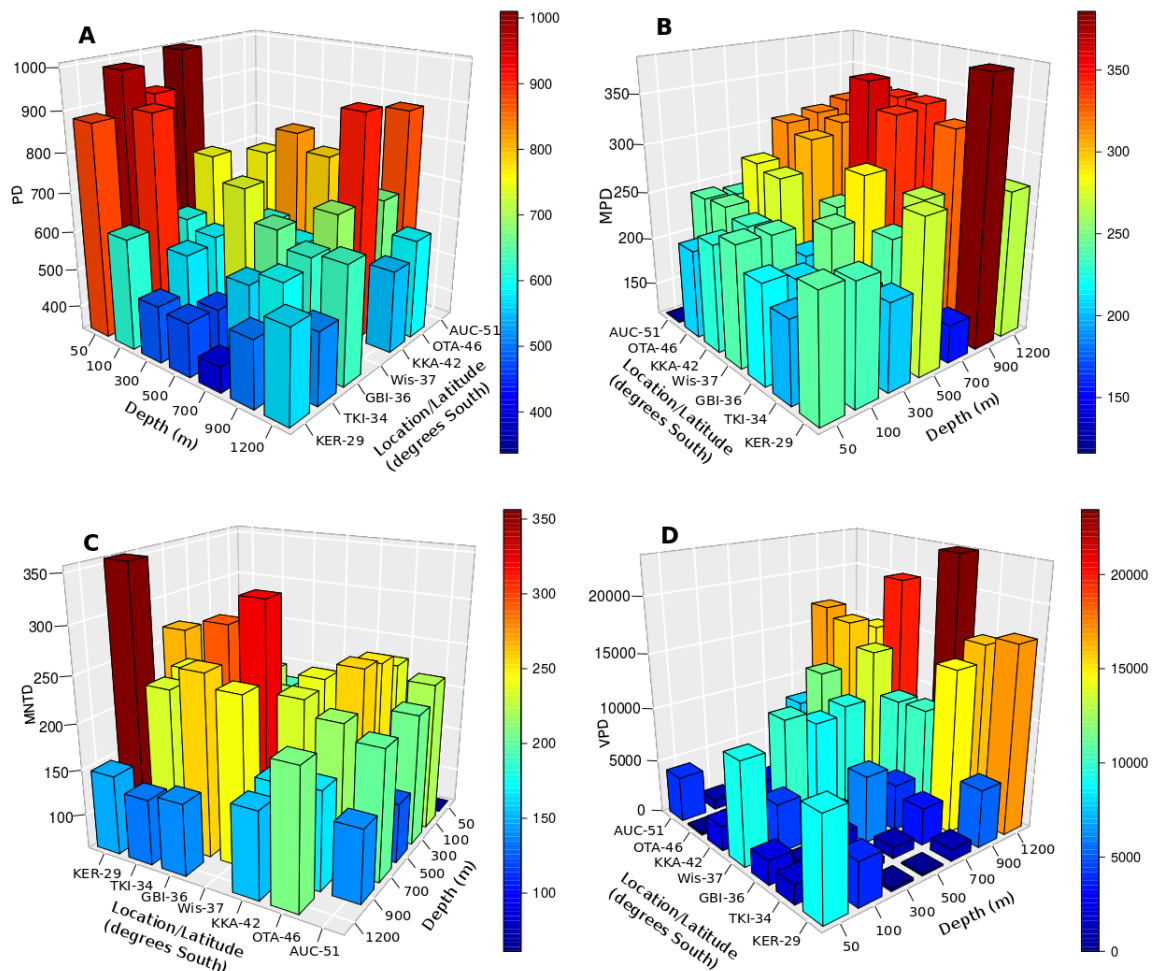 A
PD
1000
900
800
700
600
500
400
50
100
300
500
700
900
1200
Depth (m)
KER-29
TKI-34
GBI-36
Wis-37
KKA-42
OTA-46
AUC-51
Location/Latitude
(degrees South)
1000
900
800
700
600
500
400
B
MPD
350
300
250
200
150
AUC-51
OTA-46
KKA-42
Wis-37
GBI-36
TKI-34
KER-29
Location/Latitude
(degrees South)
50
100
300
500
700
900
1200
Depth (m)
350
300
250
200
150
C
MNTD
350
300
250
200
150
100
KER-29
TKI-34
GBI-36
Wis-37
KKA-42
OTA-46
AUC-51
Location/Latitude
(degrees South)
50
100
300
500
700
900
1200
Depth (m)
350
300
250
200
150
100
D
VPD
20000
15000
10000
5000
0
AUC-51
OTA-46
KKA-42
Wis-37
GBI-36
TKI-34
KER-29
Location/Latitude
(degrees South)
50
100
300
500
700
900
1200
Depth (m)
20000
15000
10000
5000
0